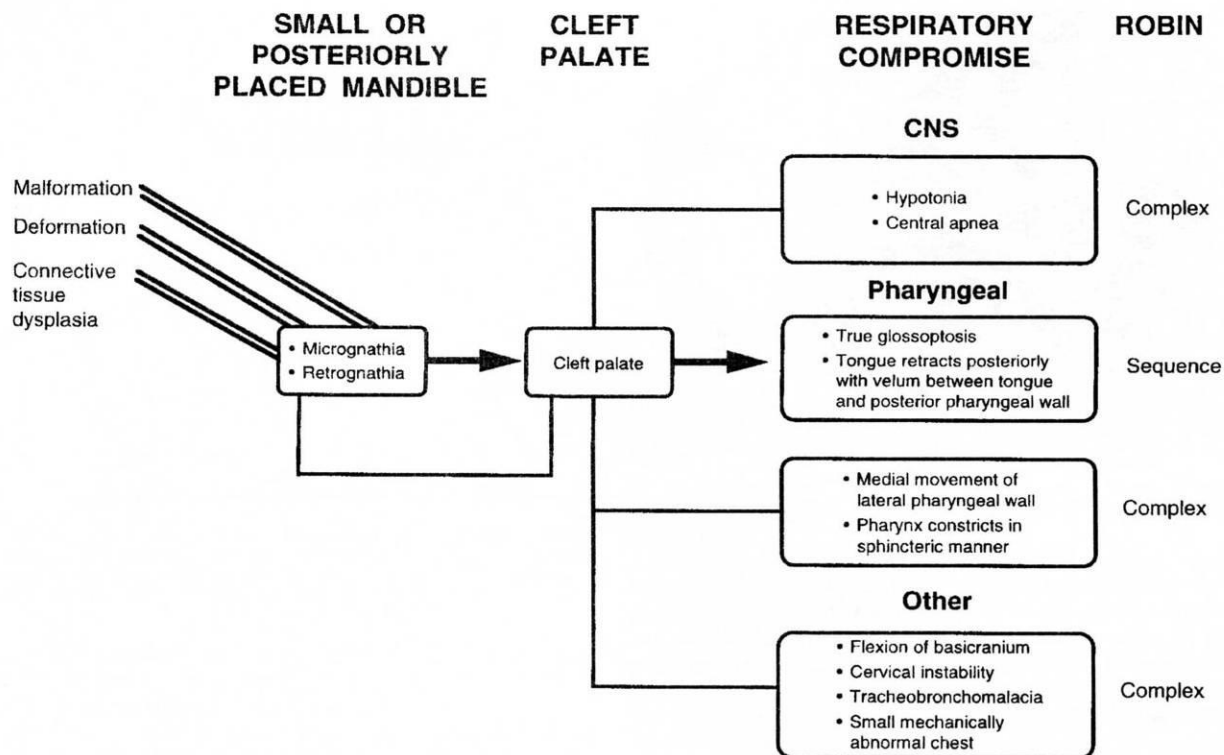 SMALL OR
POSTERIORLY
PLACED MANDIBLE
CLEFT
PALATE
RESPIRATORY
COMPROMISE
ROBIN
Malformation
Deformation
Connective
tissue
dysplasia
• Micrognathia
• Retrognathia
Cleft palate
CNS
• Hypotonia
• Central apnea
Complex
Pharyngeal
• True glossoptosis
• Tongue retracts posteriorly
with velum between tongue
and posterior pharyngeal wall
Sequence
• Medial movement of
lateral pharyngeal wall
• Pharynx constricts in
sphincteric manner
Complex
Other
• Flexion of basicranium
• Cervical instability
• Tracheobronchomalacia
• Small mechanically
abnormal chest
Complex